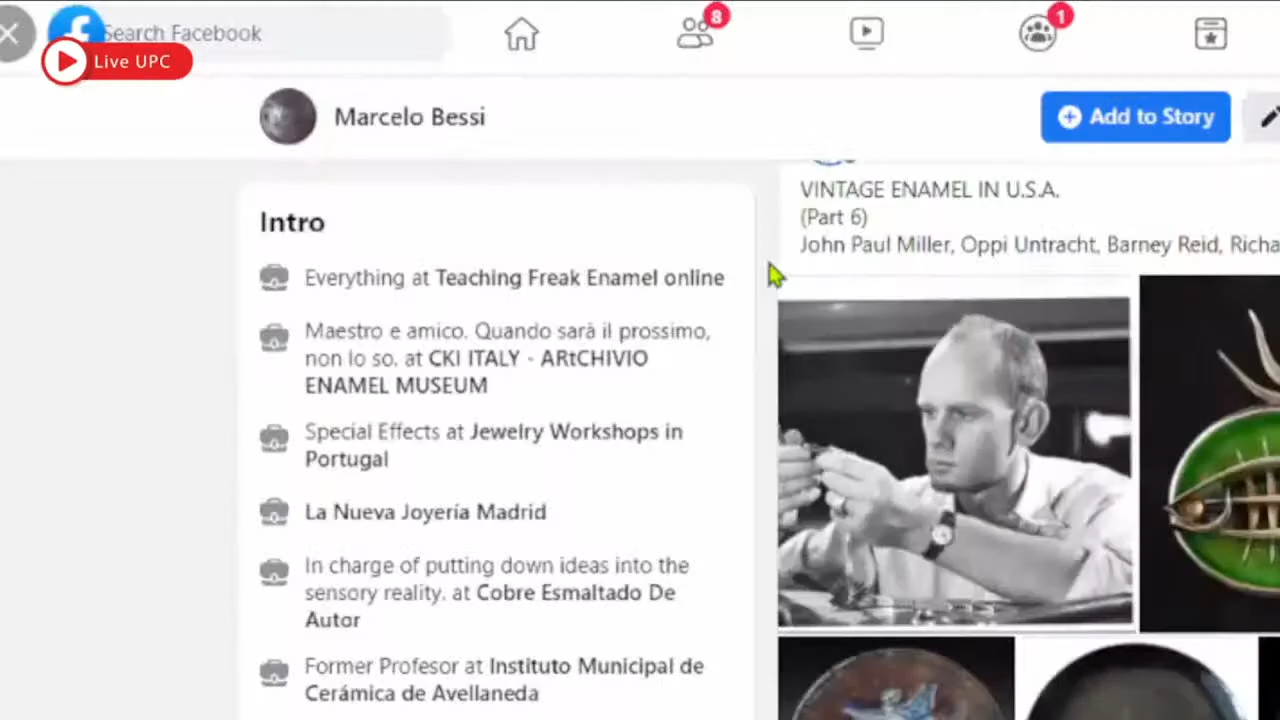 Search Facebook
8
1
Live UPC
Marcelo Bessi
Add to Story
Intro
Everything at Teaching Freak Enamel online
Maestro e amico. Quando sarà il prossimo,
non lo so. at CKI ITALY - ARtCHIVIO
ENAMEL MUSEUM
Special Effects at Jewelry Workshops in
Portugal
La Nueva Joyería Madrid
In charge of putting down ideas into the
sensory reality. at Cobre Esmaltado De
Autor
Former Profesor at Instituto Municipal de
Cerámica de Avellaneda
VINTAGE ENAMEL IN U.S.A.
(Part 6)
John Paul Miller, Oppi Untracht, Barney Reid, Richa